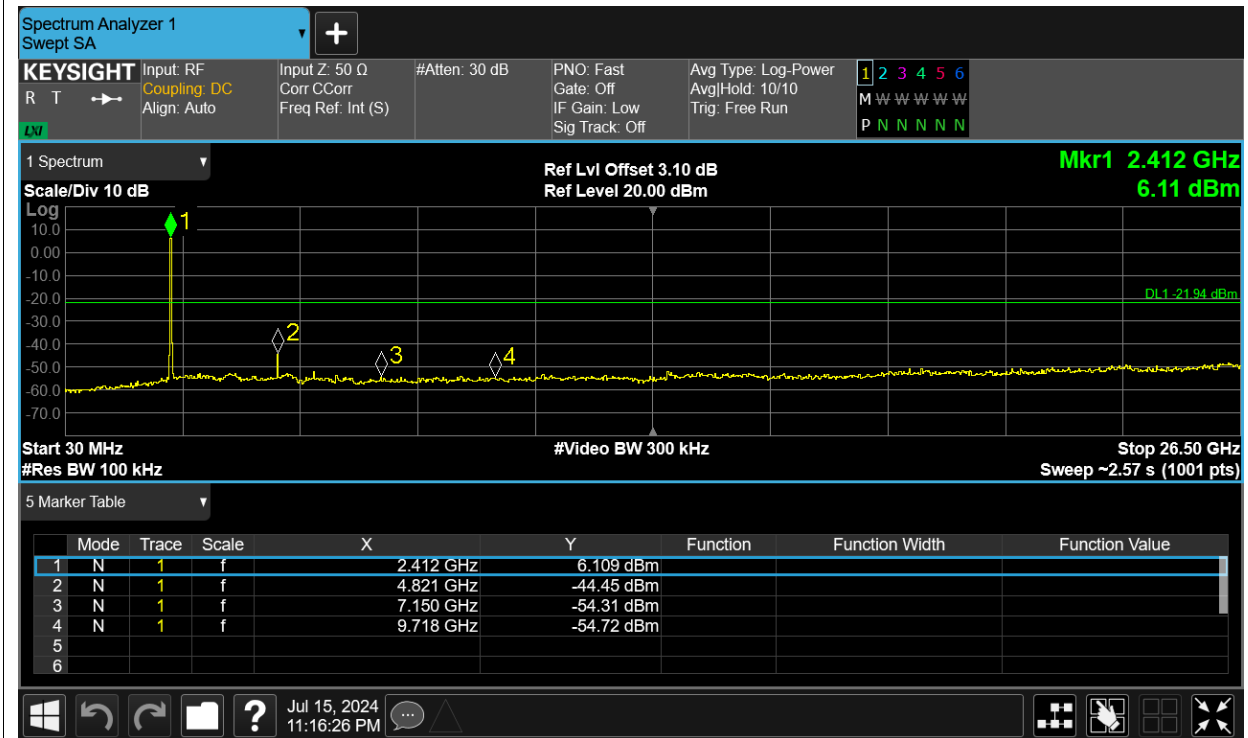 Spectrum Analyzer 1
Swept SA
KEYSIGHT
R T
LXI
Input: RF
Coupling: DC
Align: Auto
Input Z: 50 Ω
Corr CCorr
Freq Ref: Int (S)
#Atten: 30 dB
PNO: Fast
Gate: Off
IF Gain: Low
Sig Track: Off
Avg Type: Log-Power
Avg|Hold: 10/10
Trig: Free Run
1 2 3 4 5 6
M W W W W W
P N N N N N
1 Spectrum
Scale/Div 10 dB
Ref Lvl Offset 3.10 dB
Ref Level 20.00 dBm
Mkr1 2.412 GHz
6.11 dBm
Log
10.0
0.00
-10.0
-20.0
-30.0
-40.0
-50.0
-60.0
-70.0
1
2
3
4
DL1 -21.94 dBm
Start 30 MHz
#Res BW 100 kHz
#Video BW 300 kHz
Stop 26.50 GHz
Sweep ~2.57 s (1001 pts)
5 Marker Table
Mode Trace Scale X Y Function Function Width Function Value
1 N 1 f 2.412 GHz 6.109 dBm
2 N 1 f 4.821 GHz -44.45 dBm
3 N 1 f 7.150 GHz -54.31 dBm
4 N 1 f 9.718 GHz -54.72 dBm
5
6
?
Jul 15, 2024
11:16:26 PM